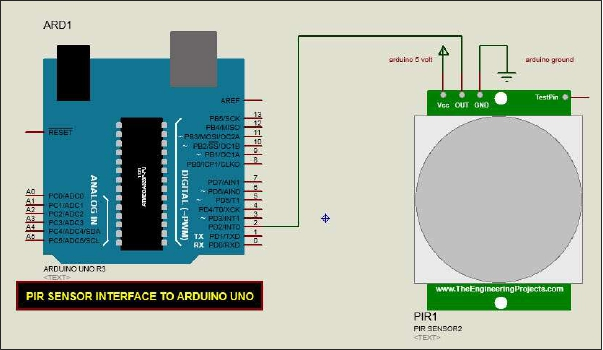 ARD1
arduino 5 volt
arduino ground
Vcc OUT GND
TestPin
AREF
RESET
PB5/SCK 13
PB4/MISO 12
~ PB3/MOSI/OC2A 11
~ PB2/SS/OC1B 10
~ PB1/OC1A 9
PB0/ICP1/CLKO 8
PD7/AIN1 7
~ PD6/AIN0 6
~ PD5/T1 5
PD4/T0/XCK 4
~ PD3/INT1 3
PD2/INT0 2
TX PD1/TXD 1
RX PD0/RXD 0
A0 PC0/ADC0
A1 PC1/ADC1
A2 PC2/ADC2
A3 PC3/ADC3
A4 PC4/ADC4/SDA
A5 PC5/ADC5/SCL
ANALOG IN
DIGITAL (~PWM)
ARDUINO UNO R3
<TEXT>
PIR SENSOR INTERFACE TO ARDUINO UNO
www.TheEngineeringProjects.com
PIR1
PIR SENSOR2
<TEXT>